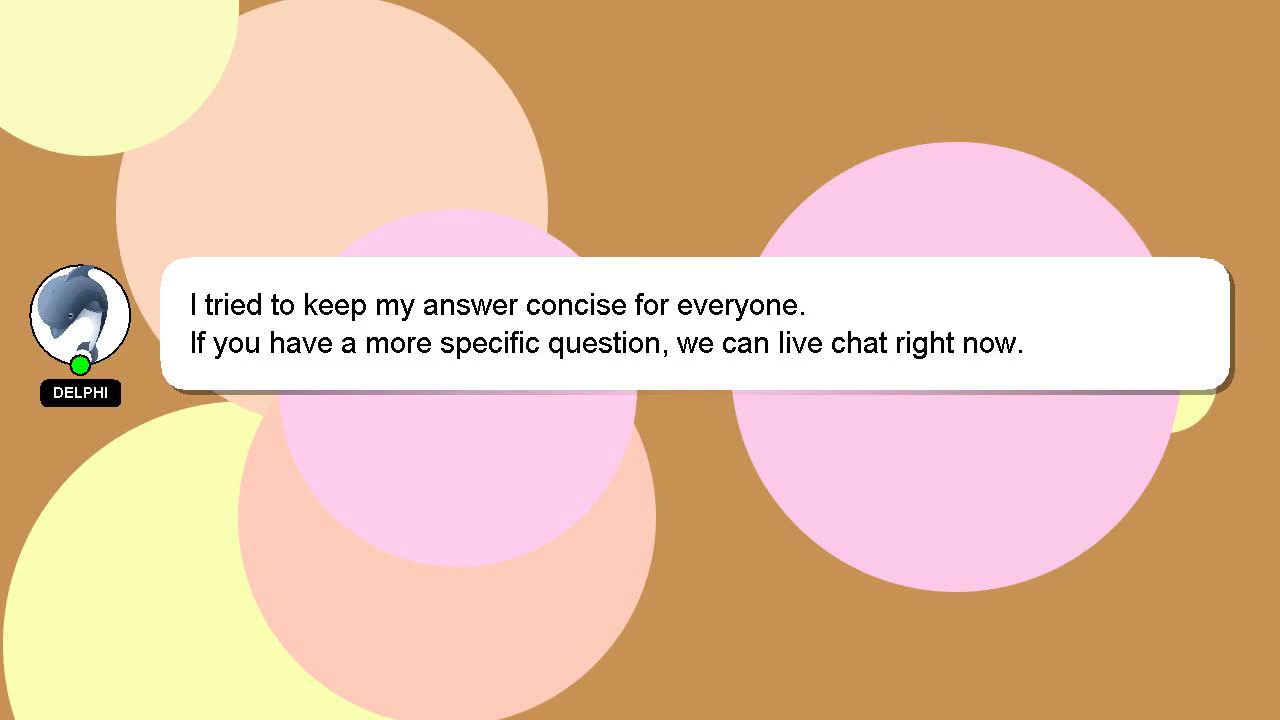 I tried to keep my answer concise for everyone.
If you have a more specific question, we can live chat right now.
DELPHI